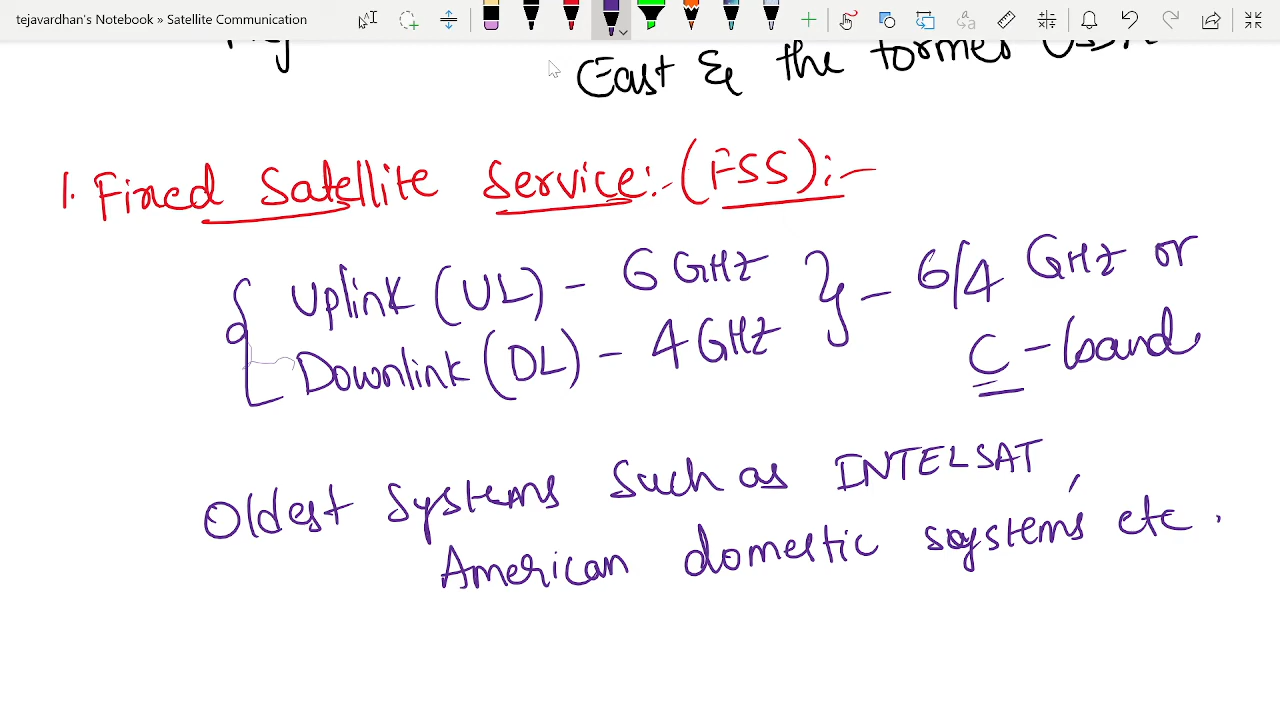 tejavardhan's Notebook » Satellite Communication
East & the former
1. Fixed Satellite Service:-(FSS):-
Uplink (UL) - 6 GHz } - 6/4 GHz or
Downlink (DL) - 4 GHz C-band
Oldest systems such as INTELSAT,
American domestic systems etc.